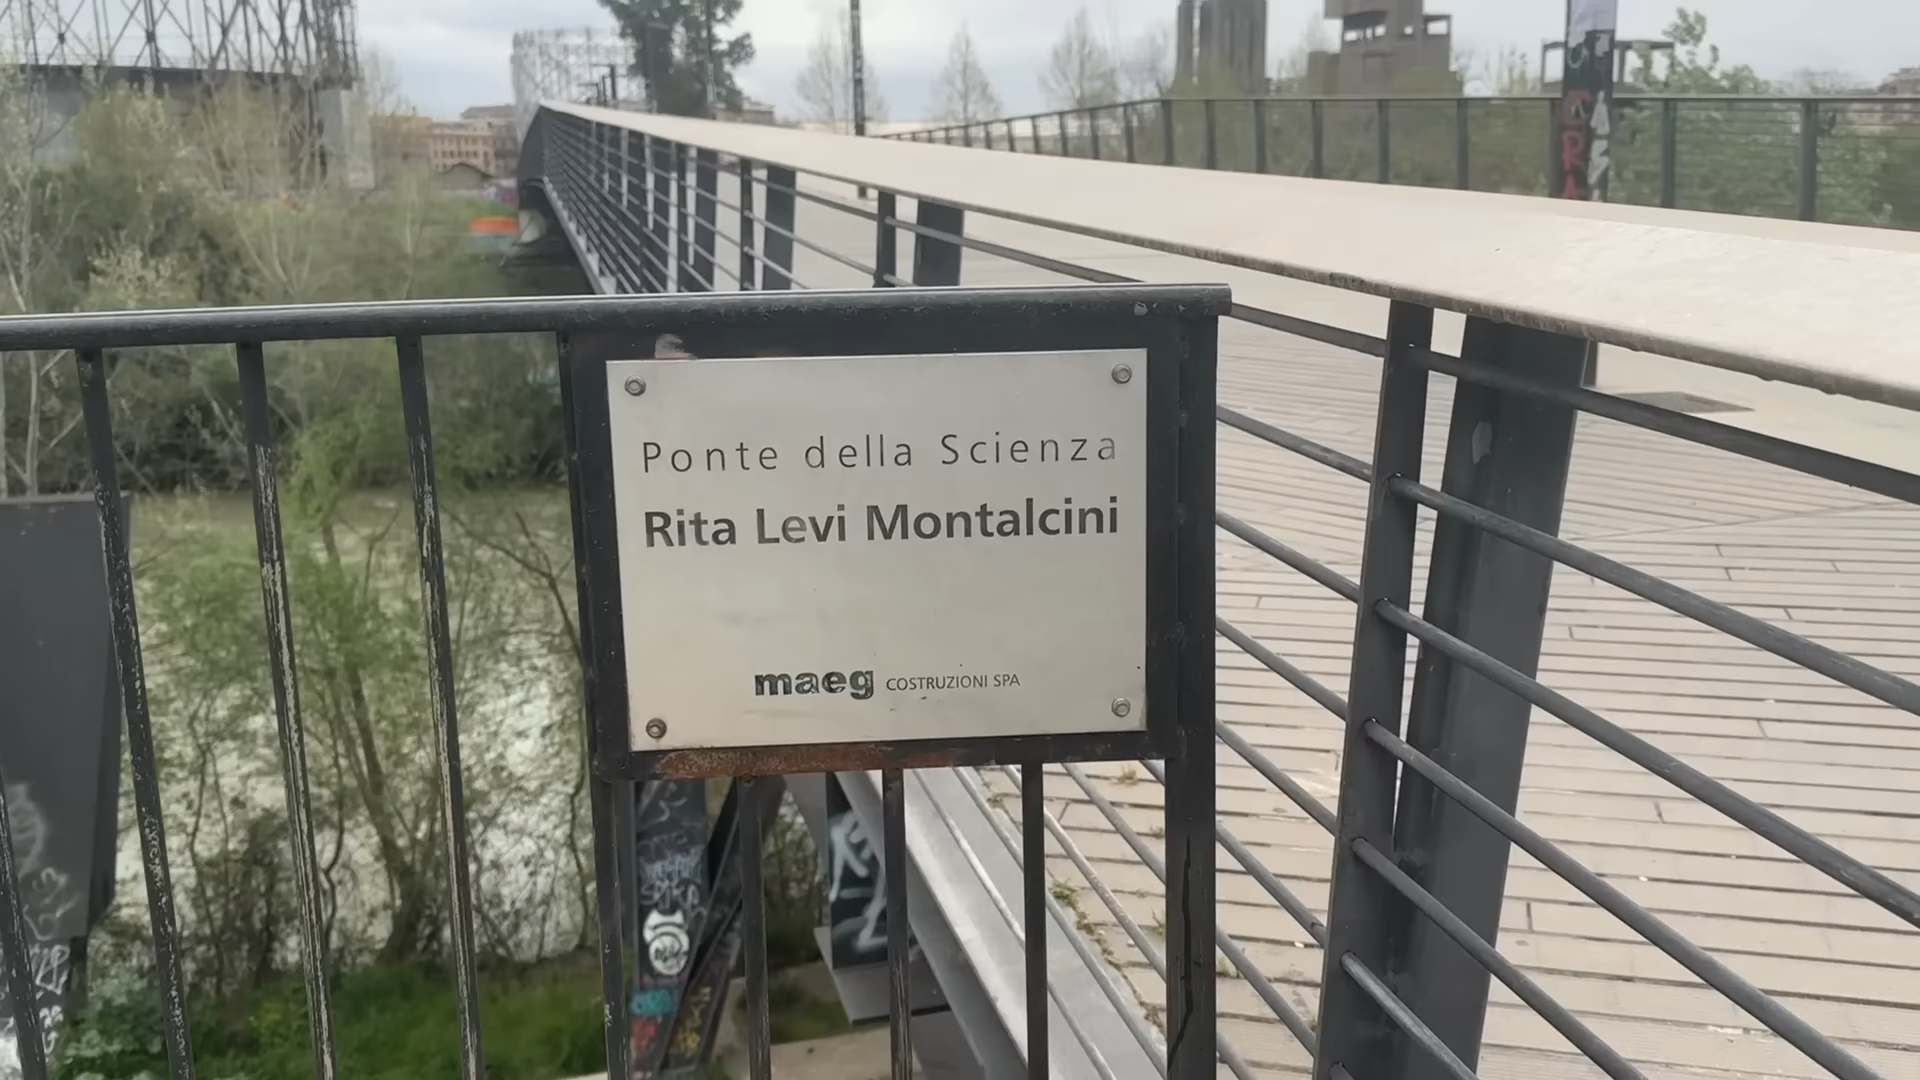 Ponte della Scienza
Rita Levi Montalcini
maeg COSTRUZIONI SPA